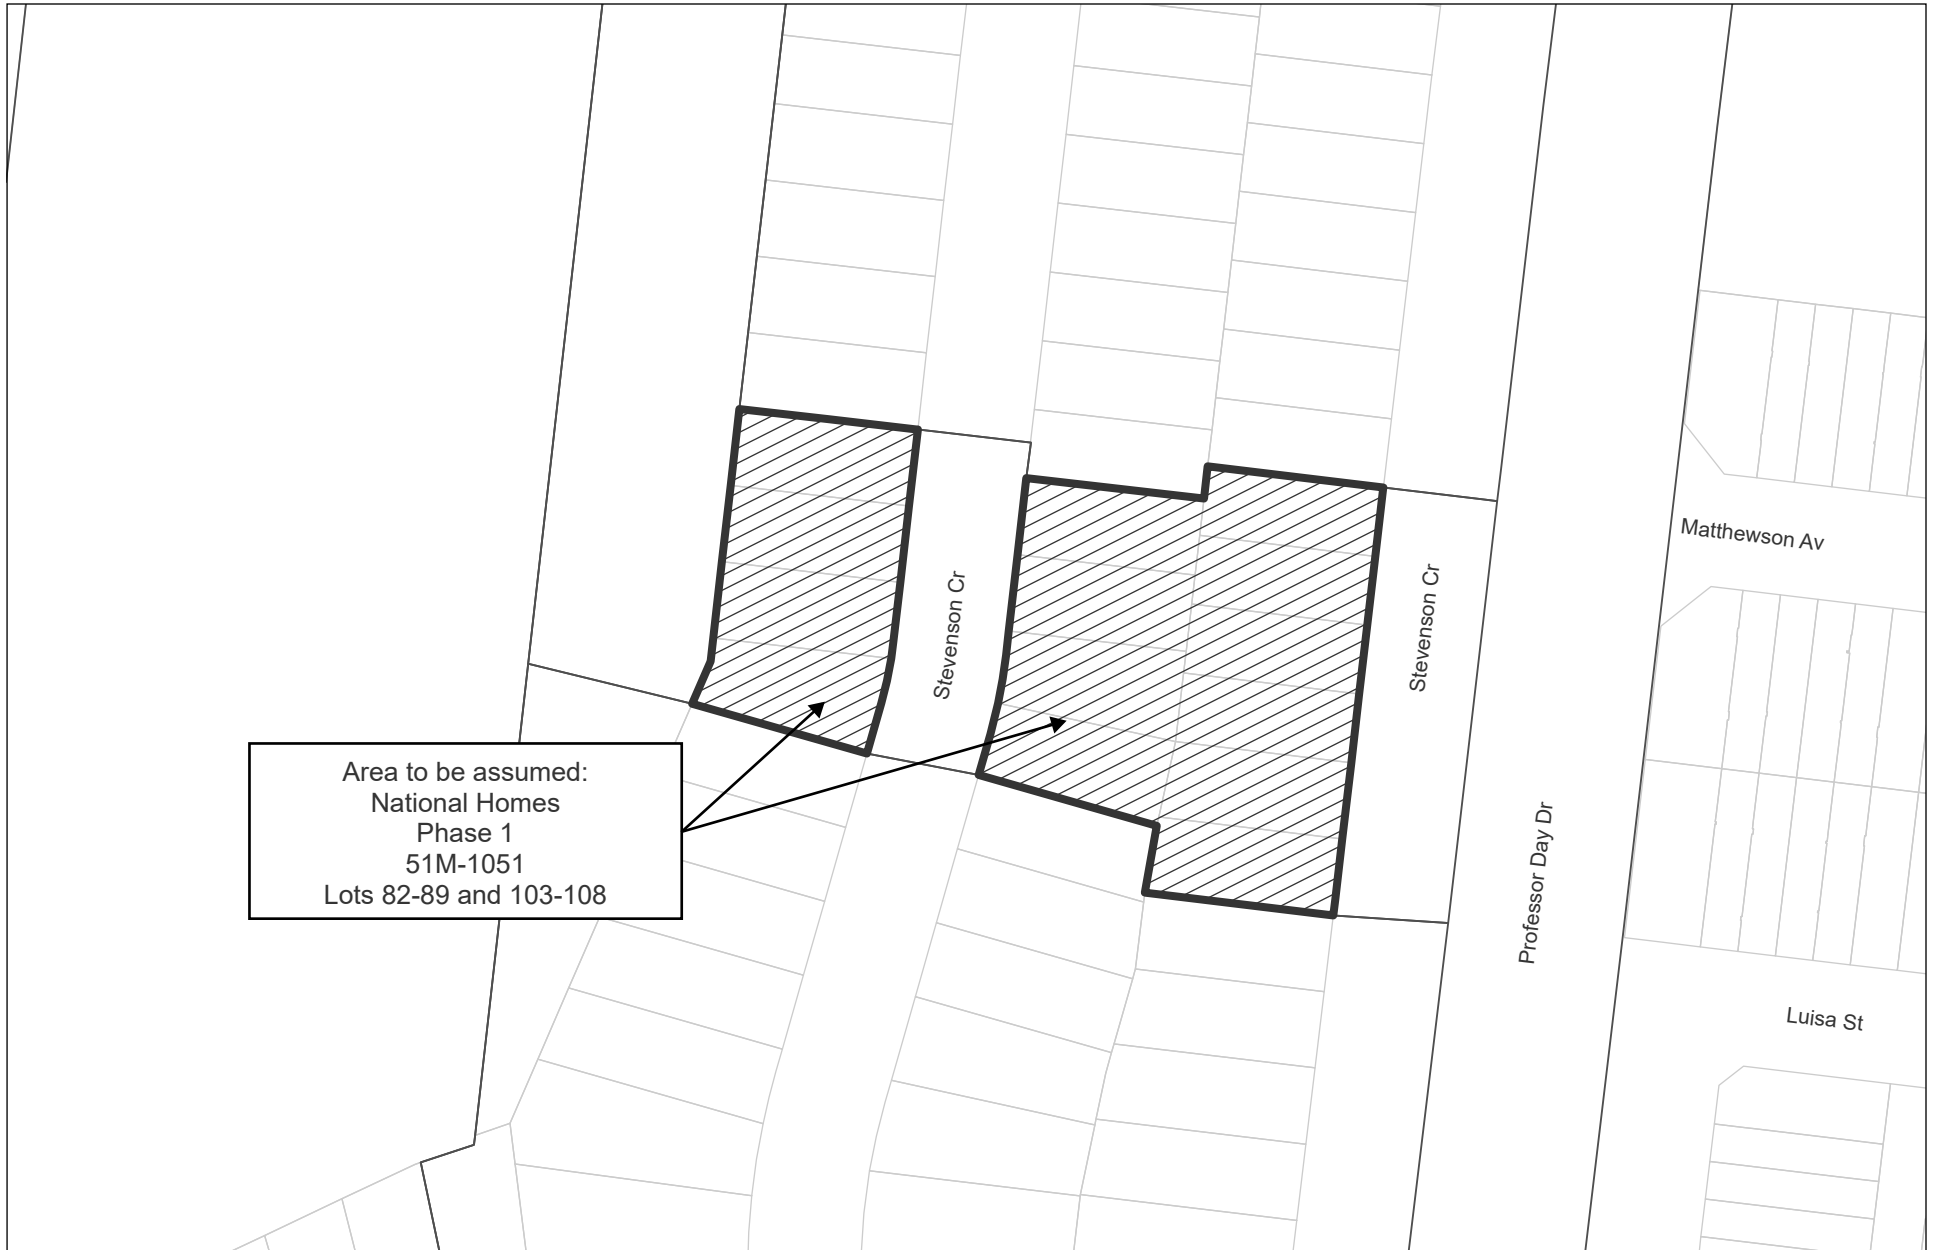 Matthewson Av
Stevenson Cr
Stevenson Cr
Area to be assumed:
National Homes
Phase 1
51M-1051
Lots 82-89 and 103-108
Professor Day Dr
Luisa St